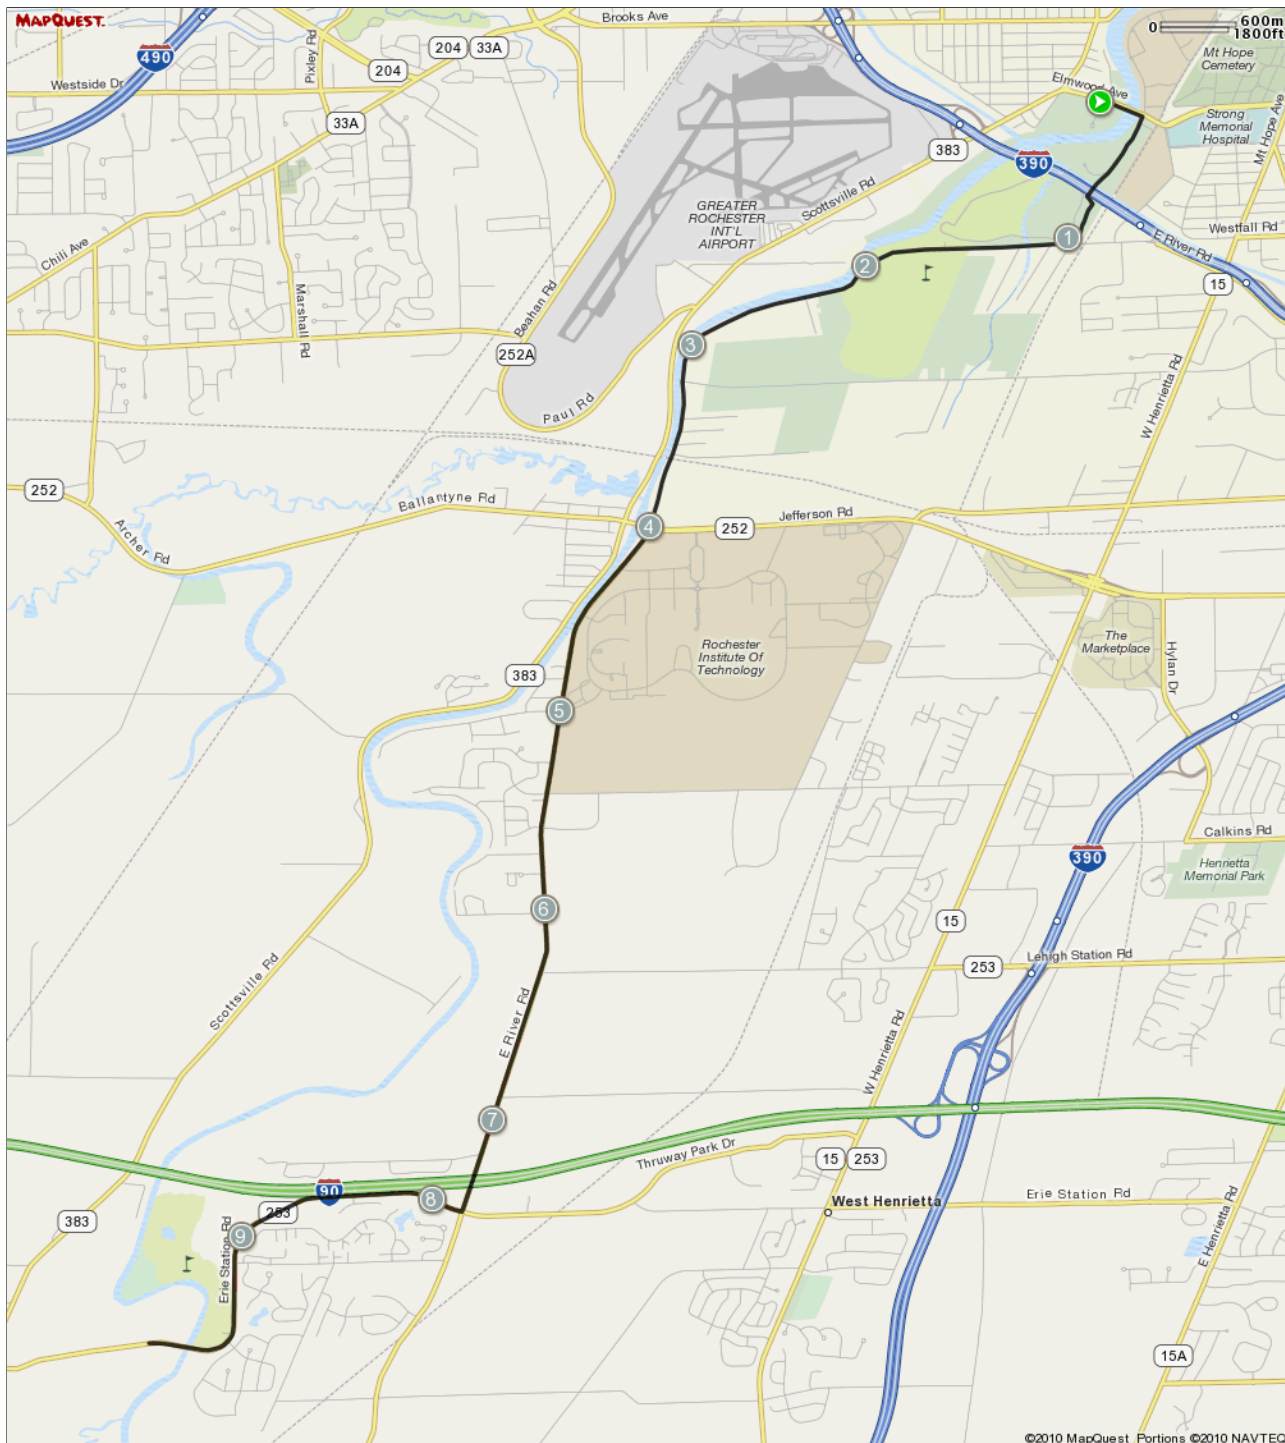 MAPQUEST.
Brooks Ave
0
600m
1800ft
490
Pixley Rd
204
33A
204
Westside Dr
Mt Hope
Cemetery
Elmwood Ave
33A
Strong
Memorial
Hospital
Mt Hope Ave
383
390
Scottsville Rd
GREATER
ROCHESTER
INT'L
AIRPORT
Chili Ave
1
E River Rd
Westfall Rd
2
15
Marshall Rd
Beahan Rd
3
252A
Paul Rd
W Henrietta Rd
252
Ballantyne Rd
Archer Rd
4
252
Jefferson Rd
Rochester
Institute Of
Technology
The
Marketplace
Hylan Dr
383
5
Calkins Rd
390
Henrietta
Memorial Park
6
15
Scottsville Rd
253
Lehigh Station Rd
E River Rd
W Henrietta Rd
7
Thruway Park Dr
15
253
90
8
Erie Station Rd
West Henrietta
383
253
9
Erie Station Rd
E Henrietta Rd
15A
©2010 MapQuest Portions ©2010 NAVTEQ